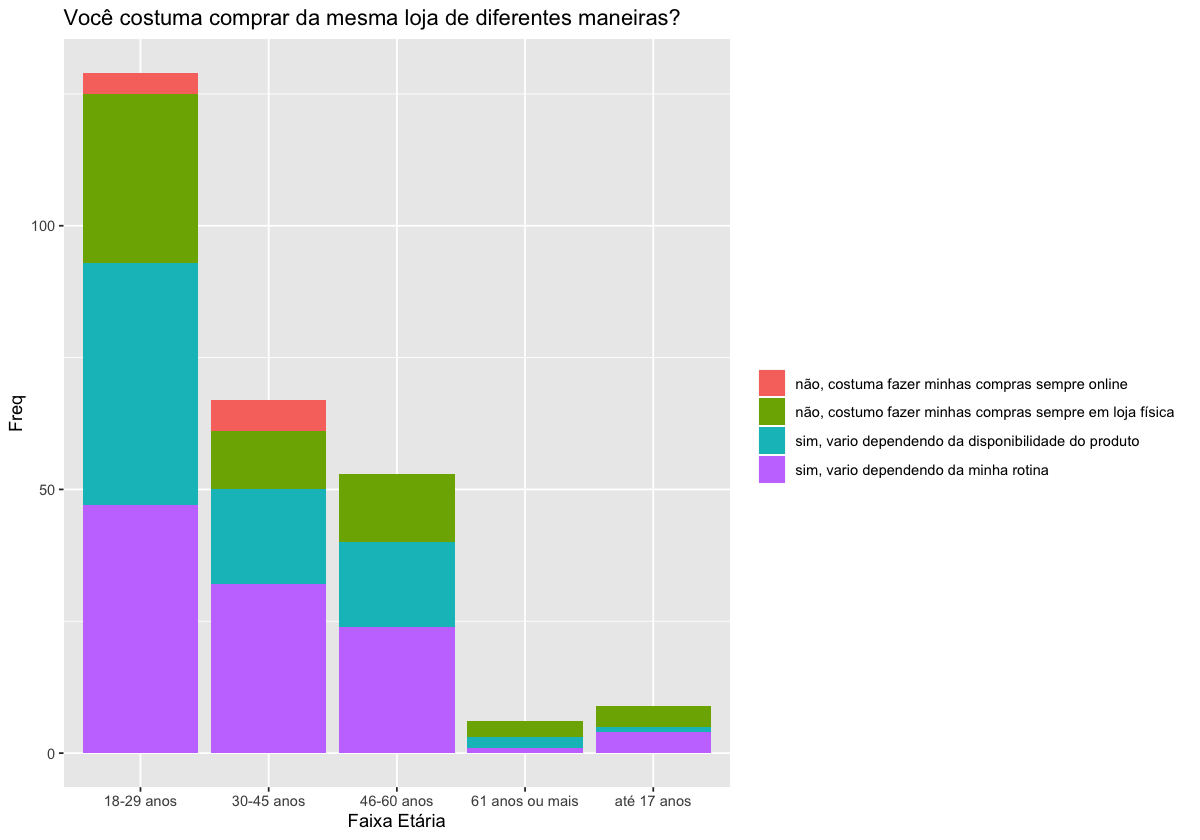 Você costuma comprar da mesma loja de diferentes maneiras?
100
50
0
Freq
18-29 anos
30-45 anos
46-60 anos
61 anos ou mais
até 17 anos
Faixa Etária
não, costuma fazer minhas compras sempre online
não, costumo fazer minhas compras sempre em loja física
sim, vario dependendo da disponibilidade do produto
sim, vario dependendo da minha rotina